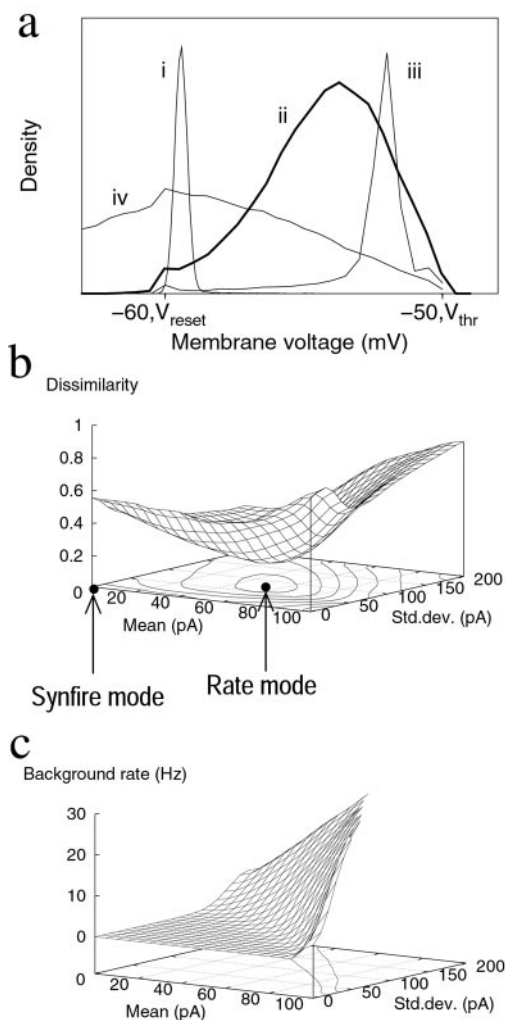 a
i
iii
ii
iv
Density
−60,Vreset
−50,Vthr
Membrane voltage (mV)
b
Dissimilarity
1
0.8
0.6
0.4
0.2
0
20
40
60
80
100
Mean (pA)
0
50
100
150
200
Std.dev. (pA)
Synfire mode
Rate mode
c
Background rate (Hz)
30
20
10
0
0
20
40
60
80
100
Mean (pA)
0
50
100
150
200
Std.dev. (pA)